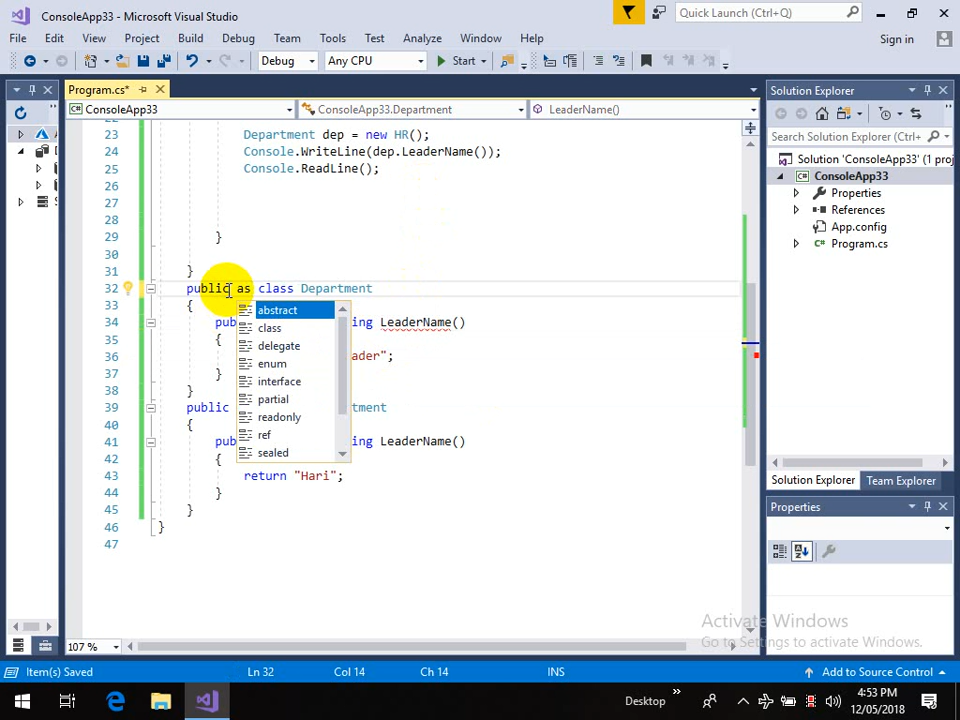 ConsoleApp33 - Microsoft Visual Studio
Quick Launch (Ctrl+Q)
File Edit View Project Build Debug Team Tools Test Analyze Window Help
Sign in
Debug Any CPU Start
Program.cs*
ConsoleApp33 ConsoleApp33.Department LeaderName()
23 Department dep = new HR();
24 Console.WriteLine(dep.LeaderName());
25 Console.ReadLine();
26
27
28
29 }
30
31 }
32 public as class Department
33 {
34 pu ing LeaderName()
35 {
36 ader";
37 }
38 }
39 public ment
40 {
41 pu ing LeaderName()
42 {
43 return "Hari";
44 }
45 }
46 }
47
abstract
class
delegate
enum
interface
partial
readonly
ref
sealed
Solution Explorer
Search Solution Explorer (Ctrl+
Solution 'ConsoleApp33' (1 proj
ConsoleApp33
Properties
References
App.config
Program.cs
Solution Explorer Team Explorer
Properties
Activate Windows
Go to Settings to activate Windows.
107 %
Item(s) Saved Ln 32 Col 14 Ch 14 INS Add to Source Control
Desktop
4:53 PM
12/05/2018